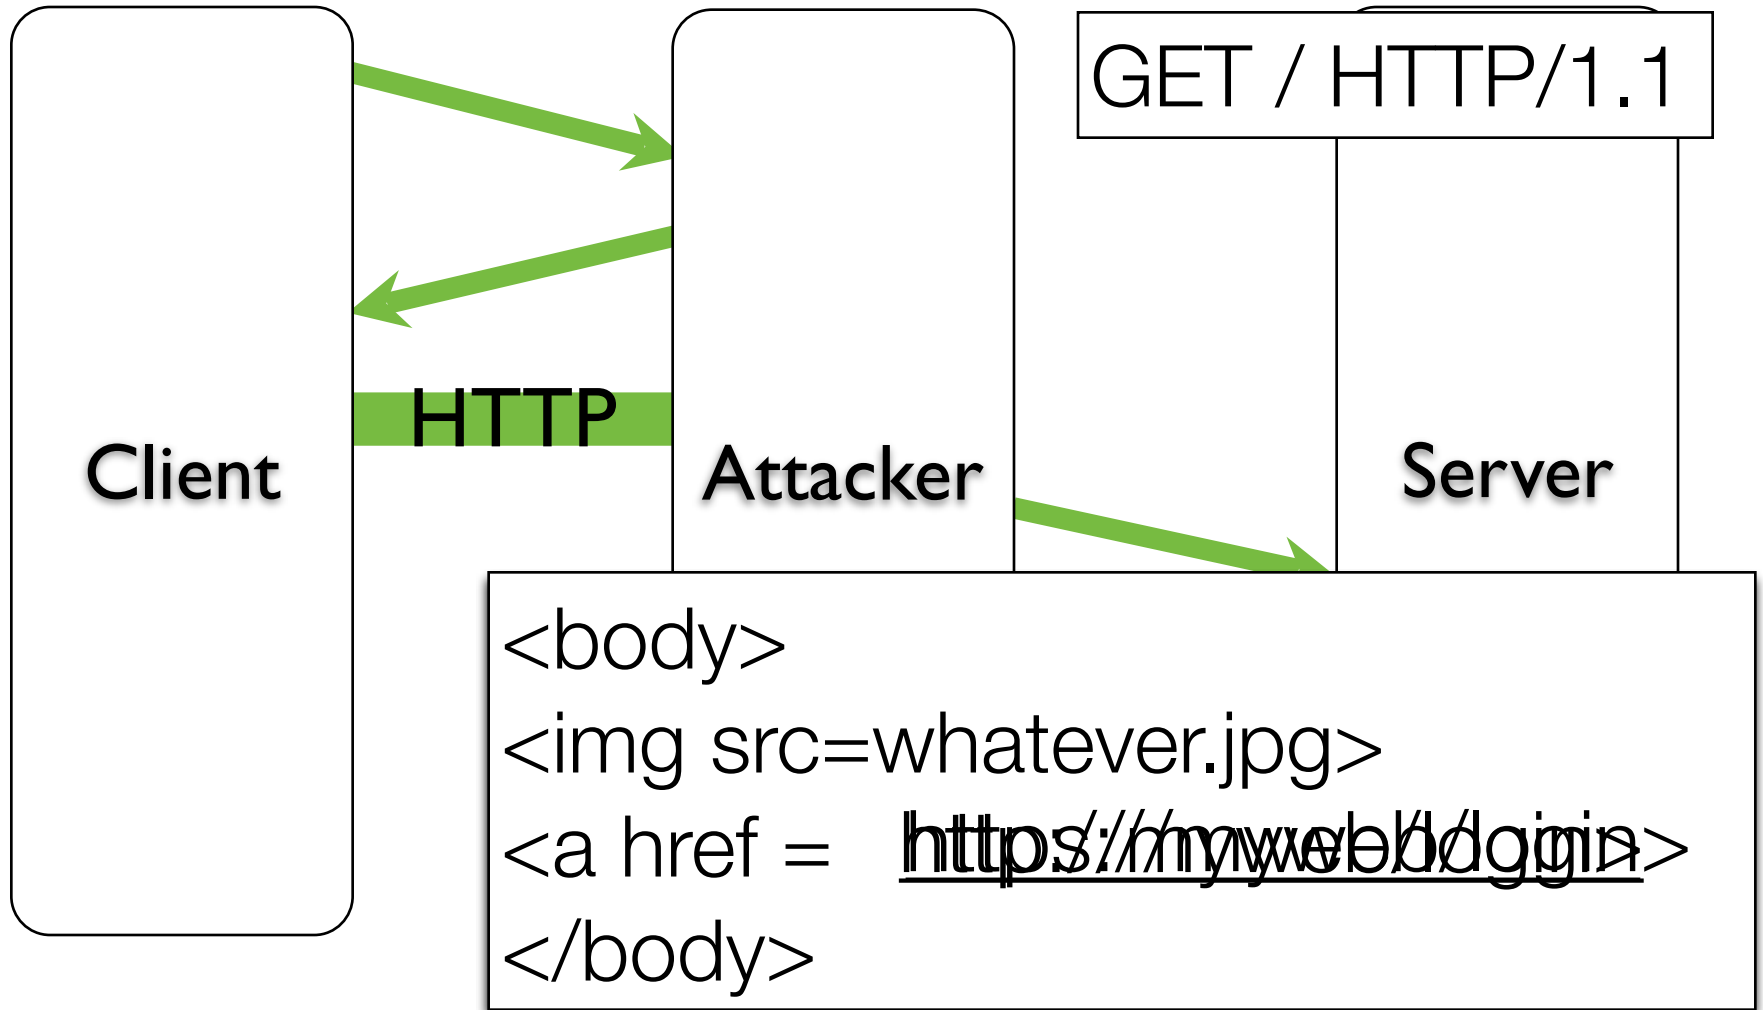 GET / HTTP/1.1
HTTP
Client
Attacker
Server
<body>
<img src=whatever.jpg>
<a href =
</body>